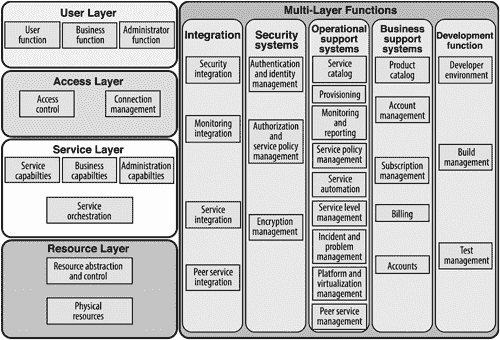 User Layer
User
function
Business
function
Administrator
function
Access Layer
Access
control
Connection
management
Service Layer
Service
capabilties
Business
capabilties
Administration
capabilties
Service
orchestration
Resource Layer
Resource abstraction
and control
Physical
resources
Multi-Layer Functions
Integration
Security
integration
Monitoring
integration
Service
integration
Peer service
integration
Security
systems
Authentication
and identity
management
Authorization
and
service policy
management
Encryption
management
Operational
support
systems
Service
catalog
Provisioning
Monitoring
and
reporting
Service policy
management
Service
automation
Service level
management
Incident and
problem
management
Platform and
virtualization
management
Peer service
management
Business
support
systems
Product
catalog
Account
management
Subscription
management
Billing
Accounts
Development
function
Developer
environment
Build
management
Test
management